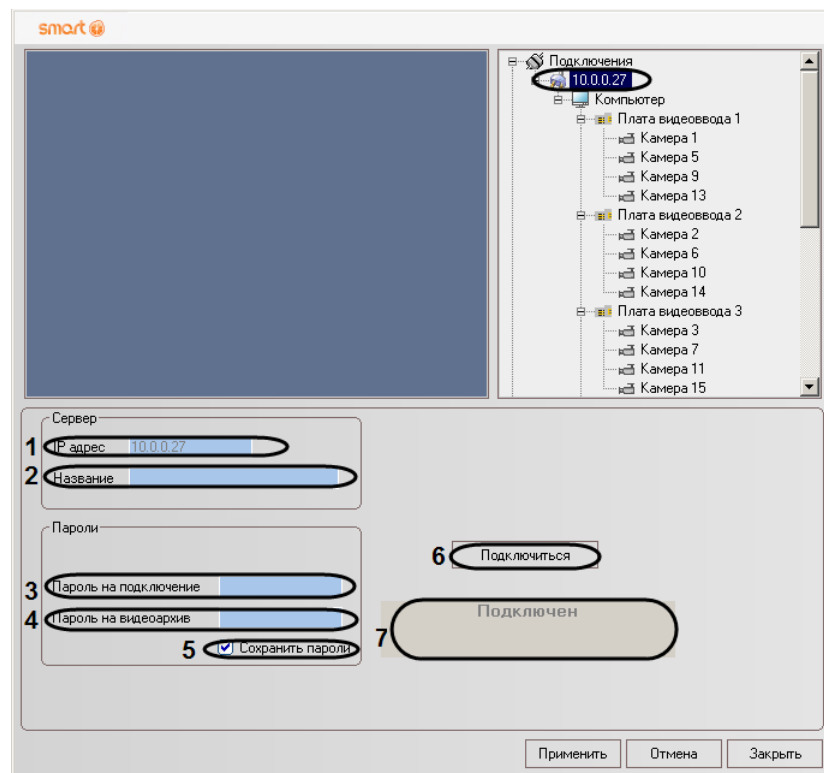 smart
Подключения
10.0.0.27
Компьютер
Плата видеоввода 1
Камера 1
Камера 5
Камера 9
Камера 13
Плата видеоввода 2
Камера 2
Камера 6
Камера 10
Камера 14
Плата видеоввода 3
Камера 3
Камера 7
Камера 11
Камера 15
Сервер
1 IP адрес 10.0.0.27
2 Название
Пароли
3 Пароль на подключение
4 Пароль на видеоархив
5 Сохранить пароли
6 Подключиться
7 Подключен
Применить Отмена Закрыть